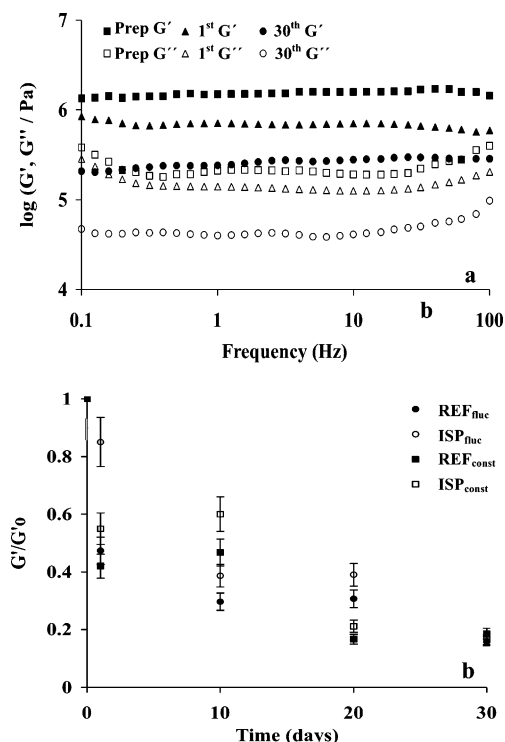 7
6
5
4
log (G', G'' / Pa)
■ Prep G´ ▲ 1st G´ ● 30th G´
□ Prep G´´ △ 1st G´´ ○ 30th G´´
a
b
0.1 1 10 100
Frequency (Hz)
1
0.8
0.6
0.4
0.2
0
G'/G'o
● REFfluc
○ ISPfluc
■ REFconst
□ ISPconst
b
0 10 20 30
Time (days)